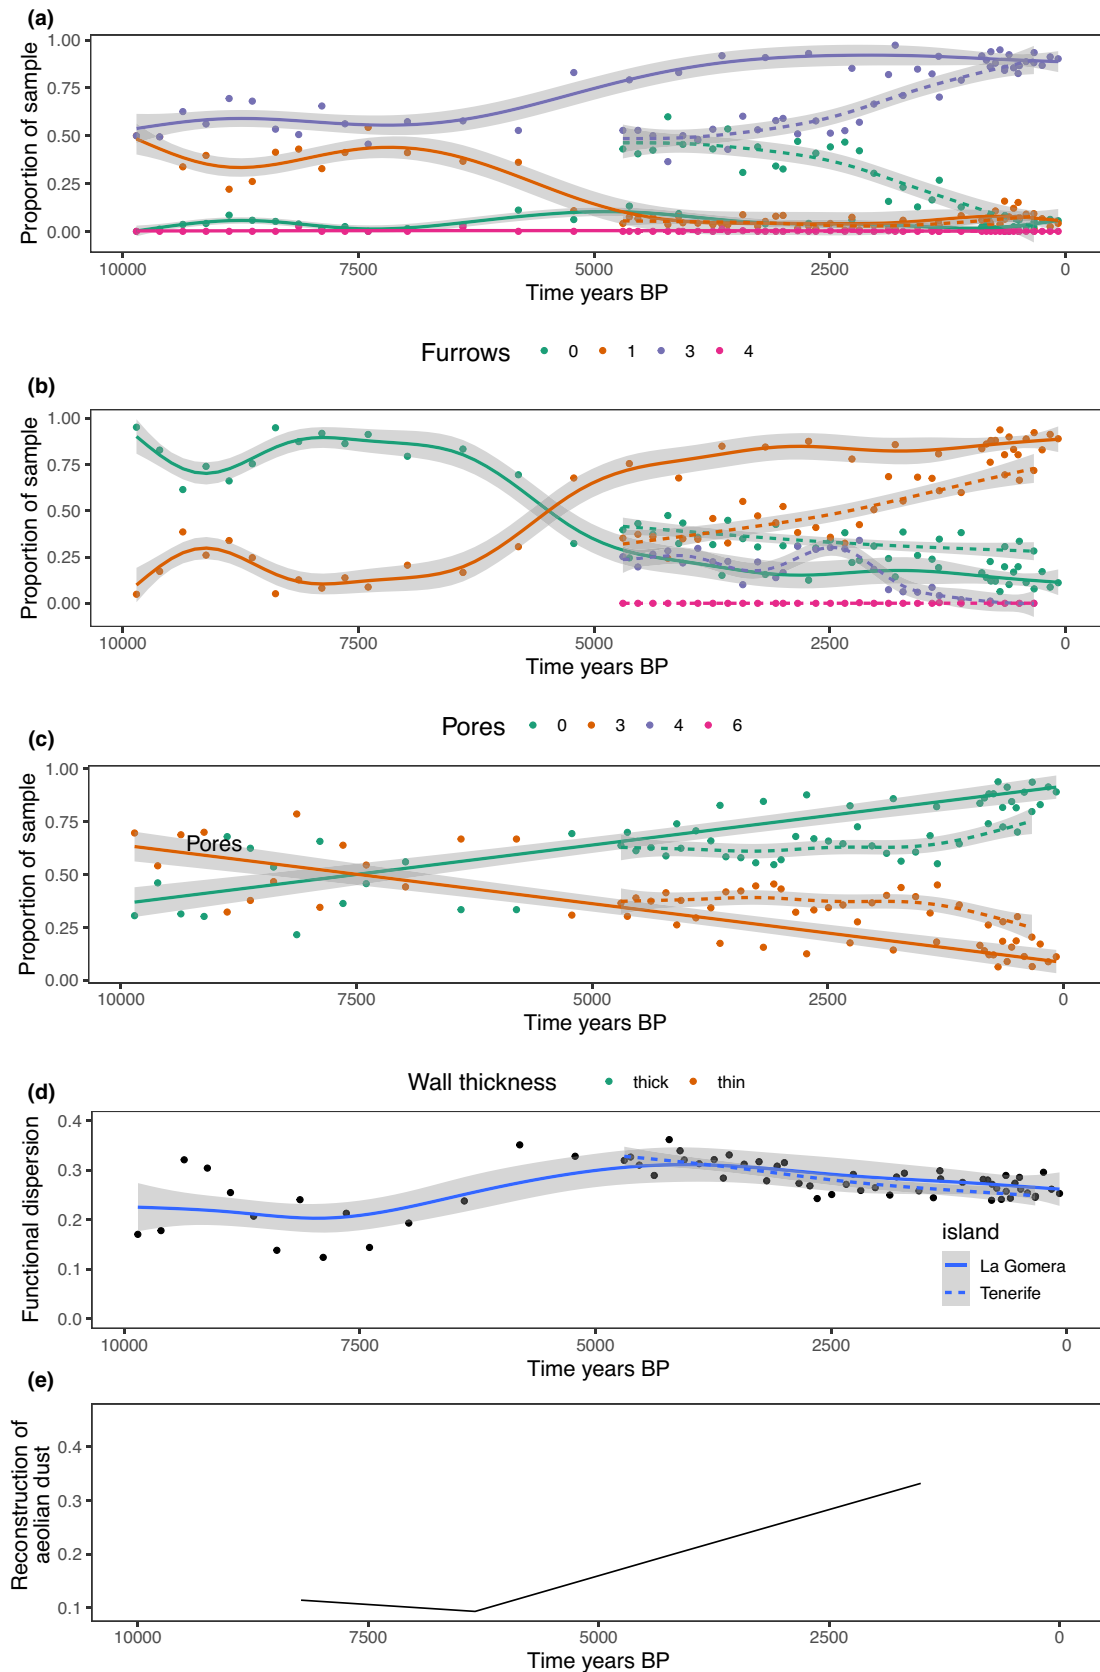 (a)
Proportion of sample
1.00
0.75
0.50
0.25
0.00
10000 7500 5000 2500 0
Time years BP
Furrows 0 1 3 4
(b)
Proportion of sample
1.00
0.75
0.50
0.25
0.00
10000 7500 5000 2500 0
Time years BP
Pores 0 3 4 6
(c)
Proportion of sample
1.00
0.75
0.50
0.25
0.00
Pores
10000 7500 5000 2500 0
Time years BP
Wall thickness thick thin
(d)
Functional dispersion
0.4
0.3
0.2
0.1
0.0
island
La Gomera
Tenerife
10000 7500 5000 2500 0
Time years BP
(e)
Reconstruction of
aeolian dust
0.4
0.3
0.2
0.1
10000 7500 5000 2500 0
Time years BP